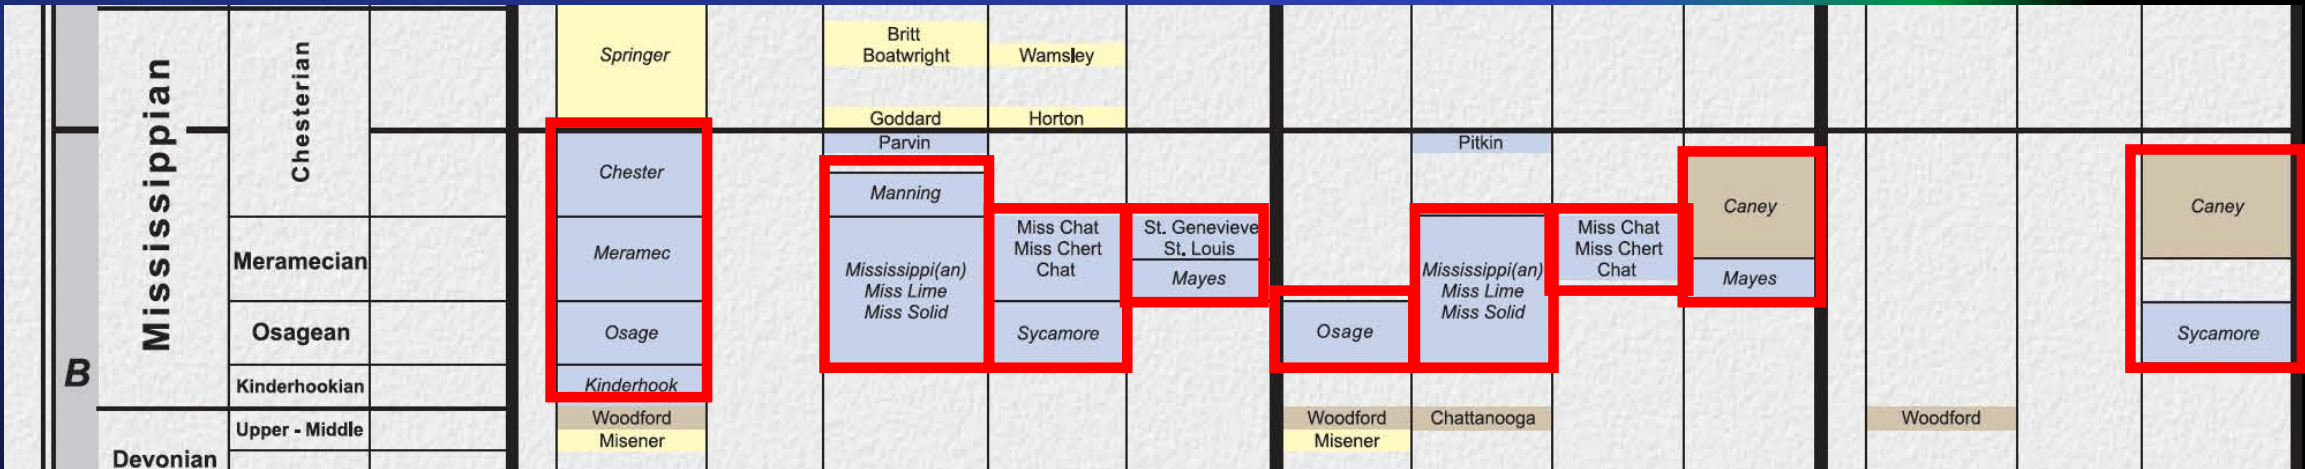 Mississippian
Chesterian
Springer
Britt
Boatwright
Wamsley
Goddard
Horton
Parvin
Pitkin
Chester
Manning
Caney
Caney
Meramecian
Meramec
Mississippi(an)
Miss Lime
Miss Solid
Miss Chat
Miss Chert
Chat
St. Genevieve
St. Louis
Mayes
Mississippi(an)
Miss Lime
Miss Solid
Miss Chat
Miss Chert
Chat
Mayes
B
Osagean
Osage
Sycamore
Osage
Sycamore
Kinderhookian
Kinderhook
Devonian
Upper - Middle
Woodford
Misener
Woodford
Misener
Chattanooga
Woodford